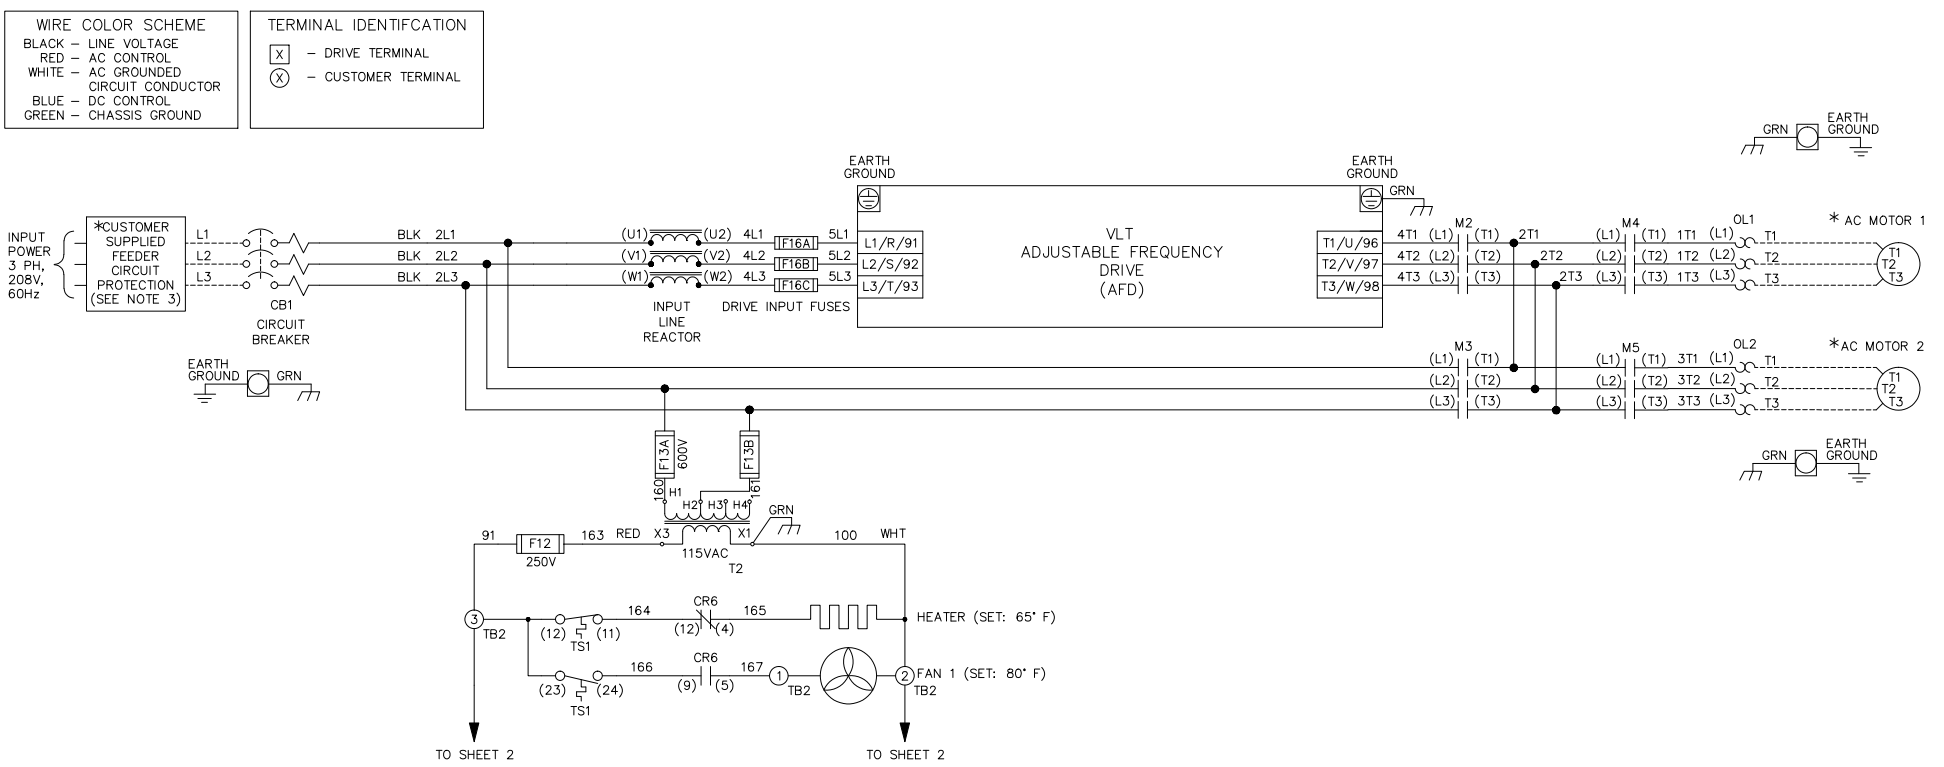 WIRE COLOR SCHEME
BLACK – LINE VOLTAGE
RED – AC CONTROL
WHITE – AC GROUNDED
CIRCUIT CONDUCTOR
BLUE – DC CONTROL
GREEN – CHASSIS GROUND
TERMINAL IDENTIFCATION
X – DRIVE TERMINAL
X – CUSTOMER TERMINAL
INPUT
POWER
3 PH,
208V,
60Hz
*CUSTOMER
SUPPLIED
FEEDER
CIRCUIT
PROTECTION
(SEE NOTE 3)
L1
L2
L3
CB1
CIRCUIT
BREAKER
EARTH
GROUND
GRN
BLK 2L1
BLK 2L2
BLK 2L3
(U1) (U2) 4L1 F16A 5L1
(V1) (V2) 4L2 F16B 5L2
(W1) (W2) 4L3 F16C 5L3
INPUT
LINE
REACTOR
DRIVE INPUT FUSES
EARTH
GROUND
L1/R/91
L2/S/92
L3/T/93
VLT
ADJUSTABLE FREQUENCY
DRIVE
(AFD)
EARTH
GROUND
GRN
T1/U/96
T2/V/97
T3/W/98
M2
4T1 (L1) (T1) 2T1
4T2 (L2) (T2) 2T2
4T3 (L3) (T3) 2T3
M4
OL1
(L1) (T1) 1T1 (L1) T1
(L2) (T2) 1T2 (L2) T2
(L3) (T3) 1T3 (L3) T3
GRN
EARTH
GROUND
* AC MOTOR 1
T1
T2
T3
M3
(L1) (T1)
(L2) (T2)
(L3) (T3)
M5
OL2
(L1) (T1) 3T1 (L1) T1
(L2) (T2) 3T2 (L2) T2
(L3) (T3) 3T3 (L3) T3
*AC MOTOR 2
T1
T2
T3
GRN
EARTH
GROUND
F13A
600V
F13B
160
161
H1
H2 H3 H4
GRN
91 F12 163 RED X3 X1 100 WHT
250V
115VAC
T2
3
TB2
(12) (11)
TS1
164
CR6
(12) (4)
165
HEATER (SET: 65° F)
(23) (24)
TS1
166
CR6
(9) (5)
167
1
TB2
2
TB2
FAN 1 (SET: 80° F)
TO SHEET 2
TO SHEET 2